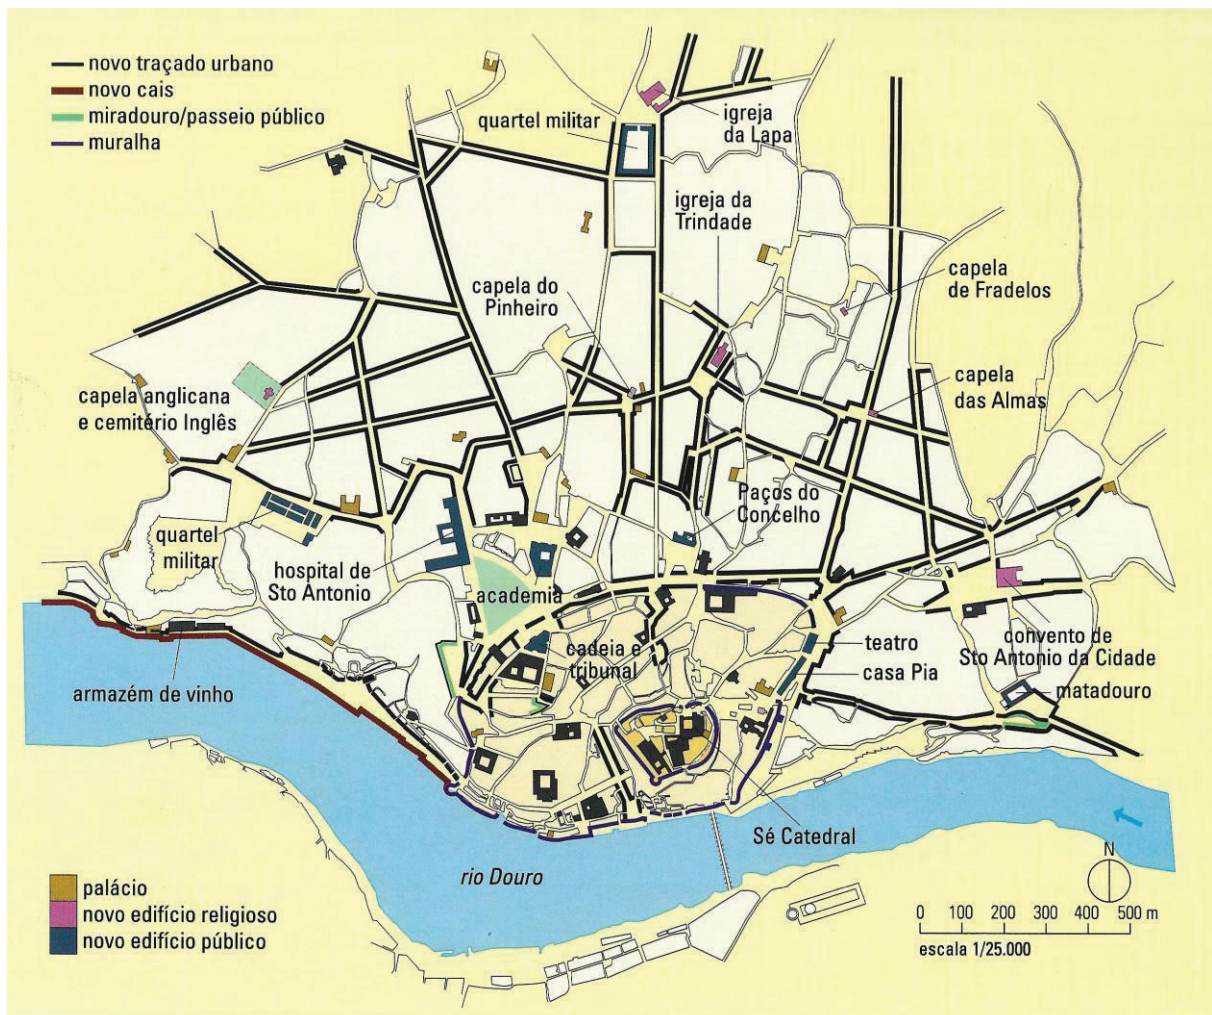 novo traçado urbano
novo cais
miradouro/passeio público
muralha
quartel militar
igreja
da Lapa
igreja da
Trindade
capela do
Pinheiro
capela
de Fradelos
capela anglicana
e cemitério Inglês
capela
das Almas
Paços do
Concelho
quartel
militar
hospital de
Sto Antonio
academia
cadeia e
tribunal
teatro
casa Pia
convento de
Sto Antonio da Cidade
matadouro
armazém de vinho
Sé Catedral
rio Douro
N
palácio
novo edifício religioso
novo edifício público
0 100 200 300 400 500 m
escala 1/25.000